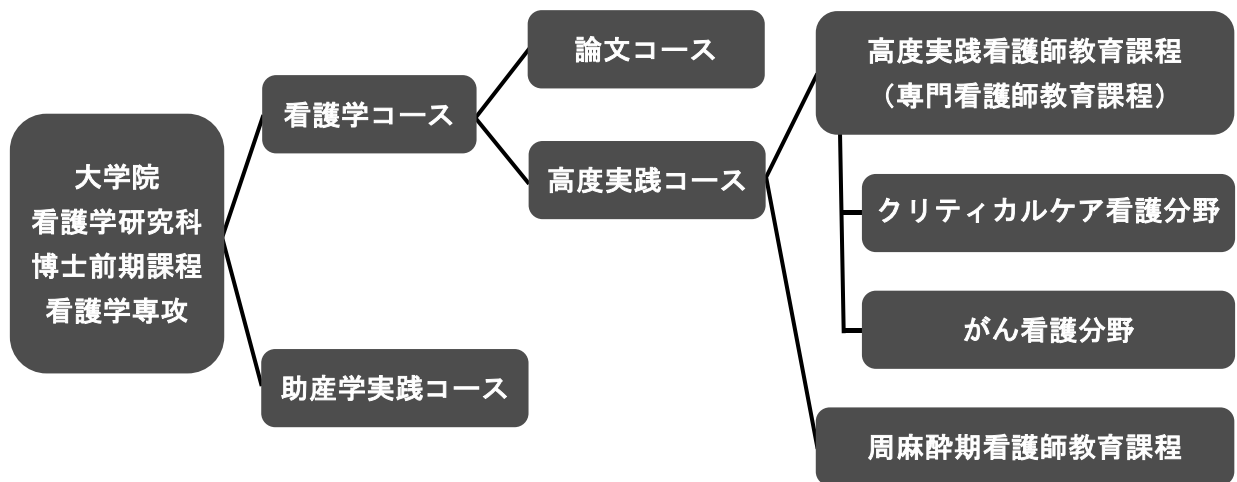 大学院
看護学研究科
博士前期課程
看護学専攻
看護学コース
論文コース
高度実践コース
高度実践看護師教育課程
（専門看護師教育課程）
クリティカルケア看護分野
がん看護分野
周麻酔期看護師教育課程
助産学実践コース